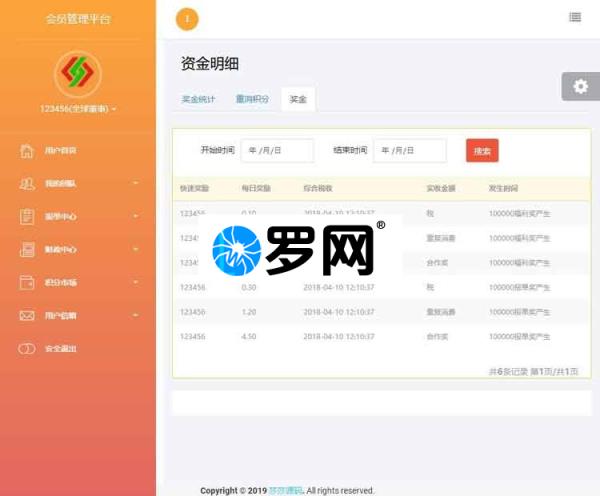 会员管理平台
123456(全球董事)
用户首页
我的团队
报单中心
财政中心
积分市场
用户信箱
安全退出
1
资金明细
奖金统计 重消积分 奖金
开始时间 年 /月/日 结束时间 年 /月/日 搜索
快速奖励 每日奖励 综合税收 实收金额 发生时间
123456 0.10 2018-04-10 12:10:37 税 100000福利奖产生
123456 重复消费 100000福利奖产生
123456 合作奖 100000福利奖产生
罗网®
123456 0.30 2018-04-10 12:10:37 税 100000报单奖产生
123456 1.20 2018-04-10 12:10:37 重复消费 100000报单奖产生
123456 4.50 2018-04-10 12:10:37 合作奖 100000报单奖产生
共6条记录 第1页/共1页
Copyright © 2019 莎莎源码. All rights reserved.